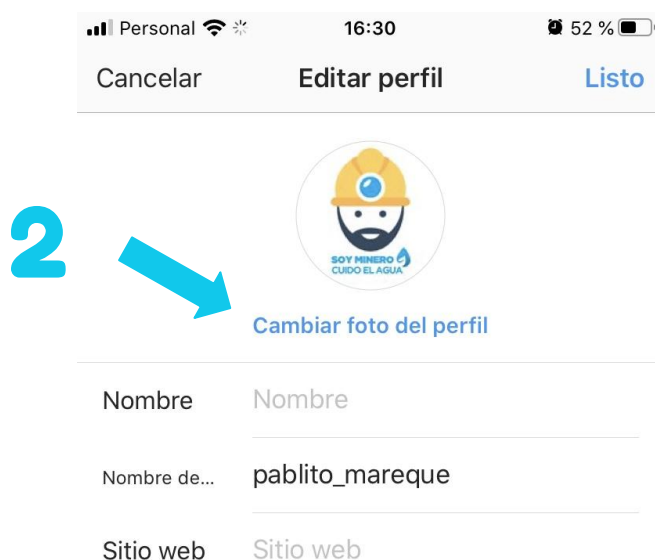 Personal 16:30 52 %
Cancelar Editar perfil Listo
SOY MINERO
CUIDO EL AGUA
2
Cambiar foto del perfil
Nombre Nombre
Nombre de... pablito_mareque
Sitio web Sitio web